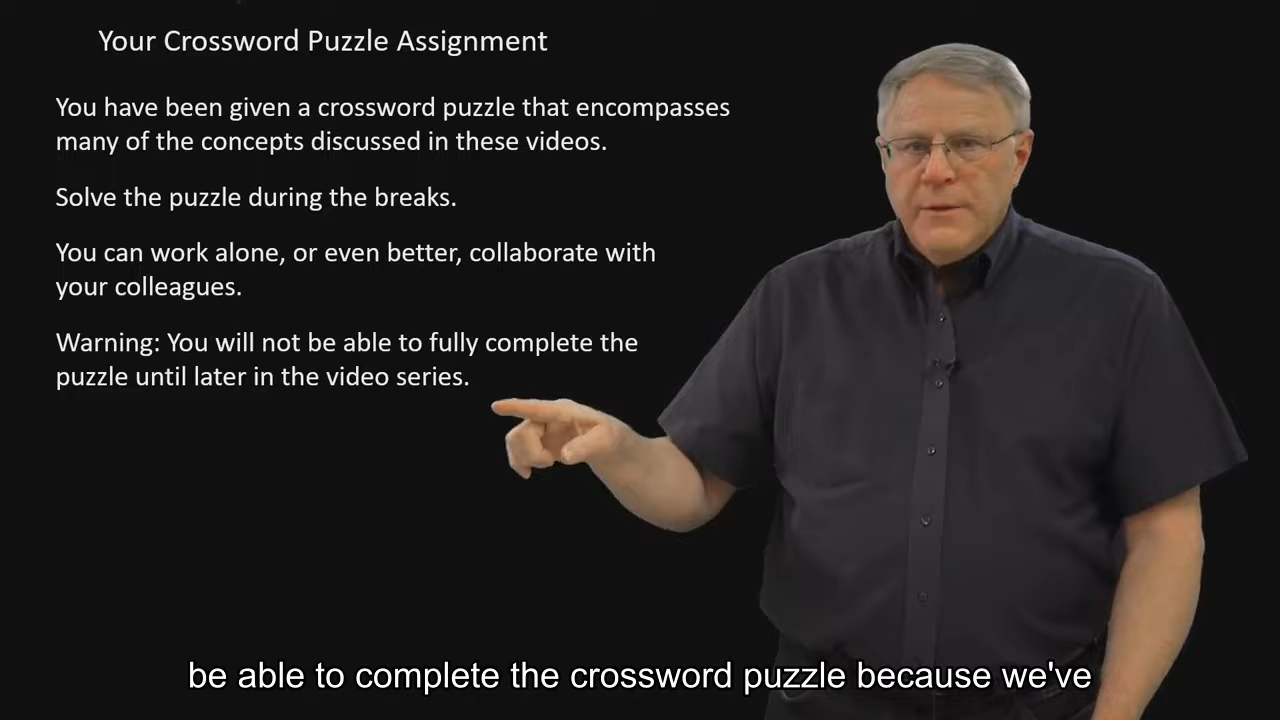 Your Crossword Puzzle Assignment
You have been given a crossword puzzle that encompasses
many of the concepts discussed in these videos.
Solve the puzzle during the breaks.
You can work alone, or even better, collaborate with
your colleagues.
Warning: You will not be able to fully complete the
puzzle until later in the video series.
be able to complete the crossword puzzle because we've